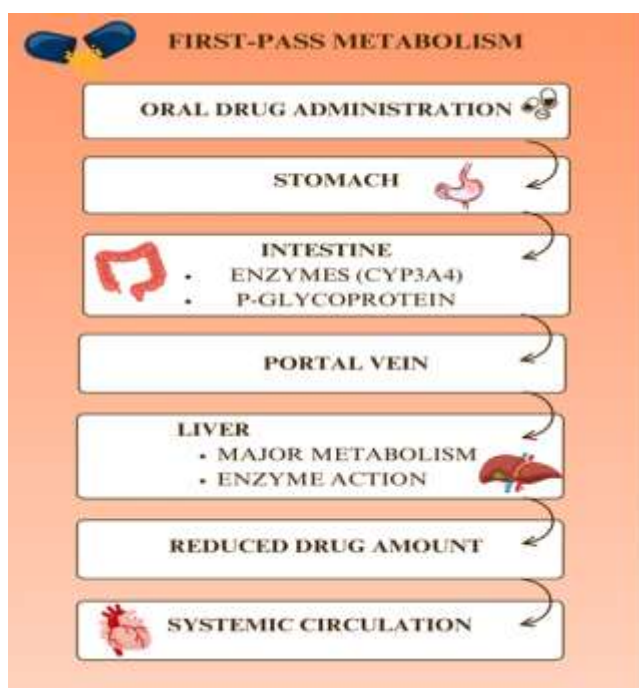 FIRST-PASS METABOLISM
ORAL DRUG ADMINISTRATION
STOMACH
INTESTINE
• ENZYMES (CYP3A4)
• P-GLYCOPROTEIN
PORTAL VEIN
LIVER
• MAJOR METABOLISM
• ENZYME ACTION
REDUCED DRUG AMOUNT
SYSTEMIC CIRCULATION